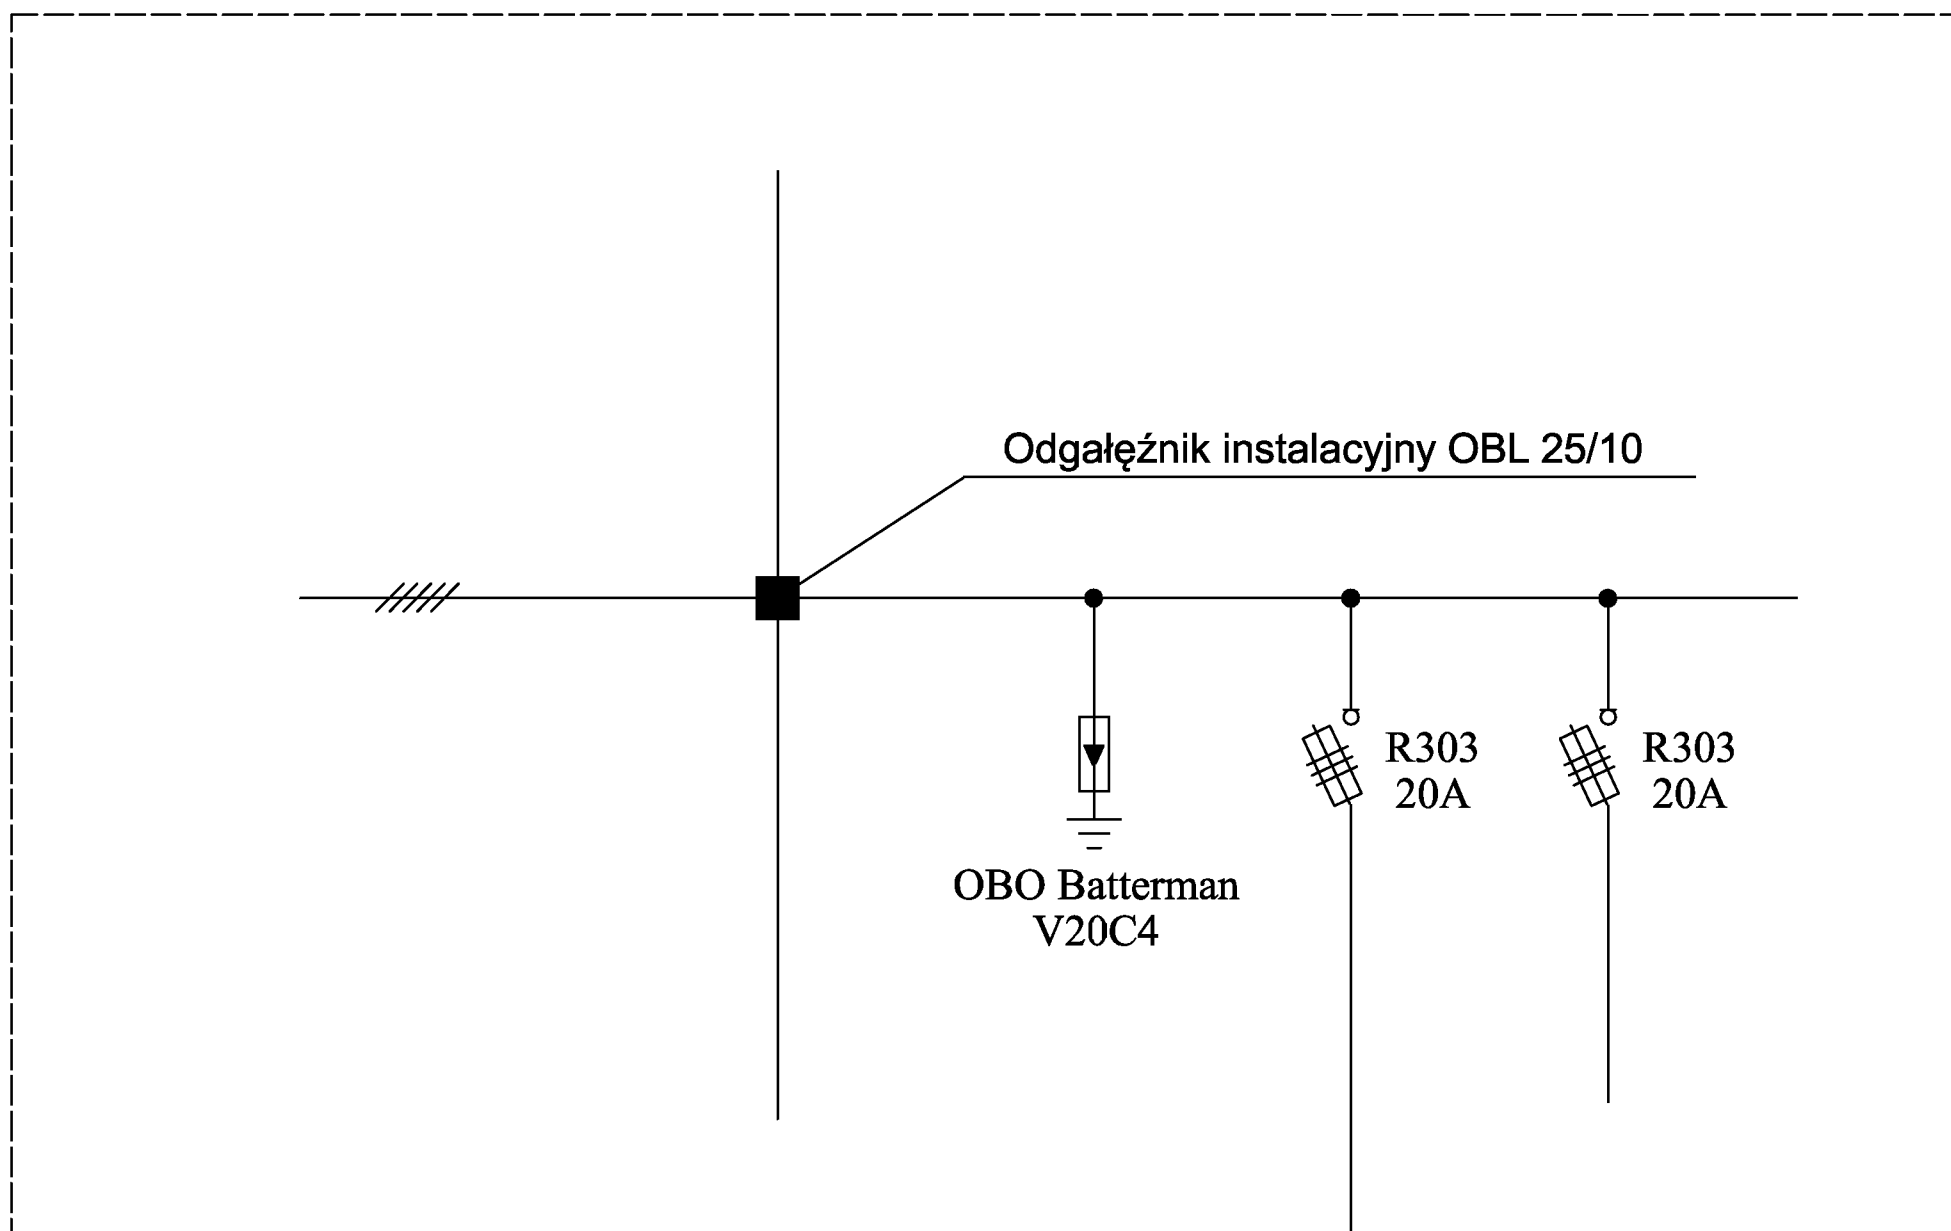 Odgałęźnik instalacyjny OBL 25/10
R303
20A
R303
20A
OBO Batterman
V20C4